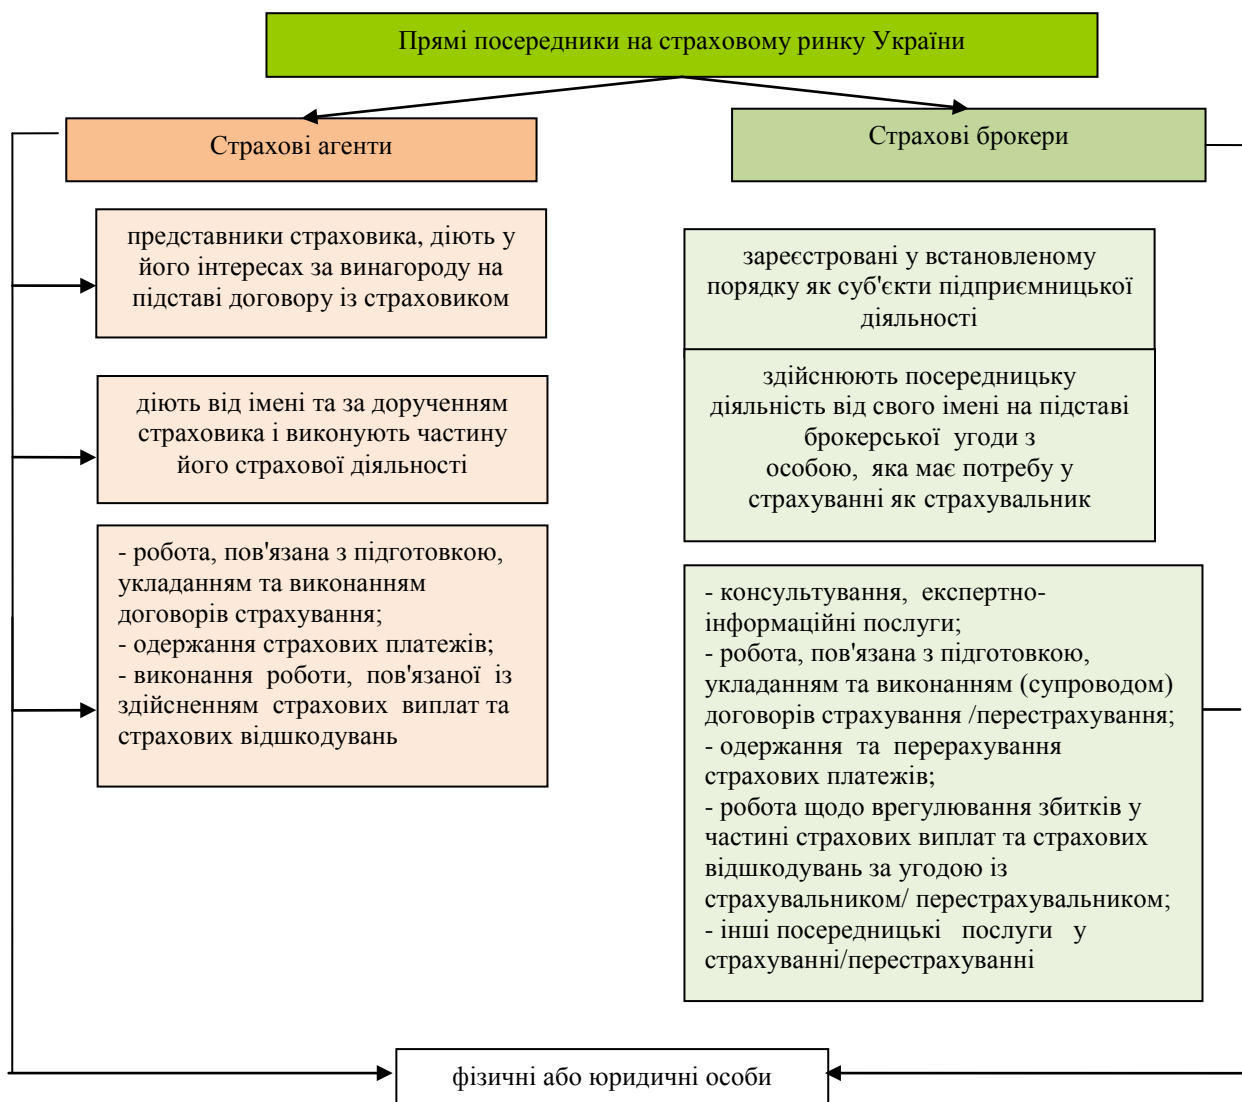 Прямі посередники на страховому ринку України
Страхові агенти
Страхові брокери
представники страховика, діють у
його інтересах за винагороду на
підставі договору із страховиком
діють від імені та за дорученням
страховика і виконують частину
його страхової діяльності
- робота, пов'язана з підготовкою,
укладанням та виконанням
договорів страхування;
- одержання страхових платежів;
- виконання роботи, пов'язаної із
здійсненням страхових виплат та
страхових відшкодувань
зареєстровані у встановленому
порядку як суб'єкти підприємницької
діяльності
здійснюють посередницьку
діяльність від свого імені на підставі
брокерської угоди з
особою, яка має потребу у
страхуванні як страхувальник
- консультування, експертно-
інформаційні послуги;
- робота, пов'язана з підготовкою,
укладанням та виконанням (супроводом)
договорів страхування /перестрахування;
- одержання та перерахування
страхових платежів;
- робота щодо врегулювання збитків у
частині страхових виплат та страхових
відшкодувань за угодою із
страхувальником/ перестрахувальником;
- інші посередницькі послуги у
страхуванні/перестрахуванні
фізичні або юридичні особи